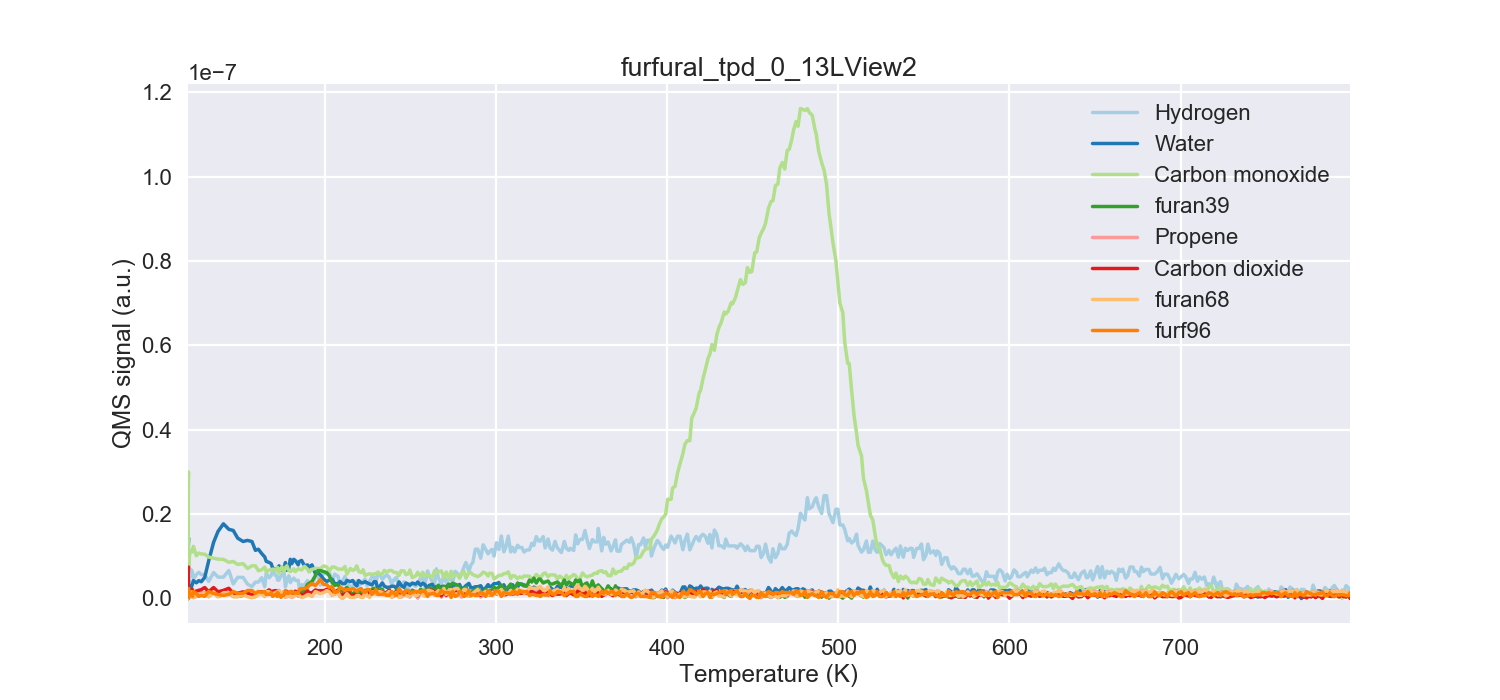 furfural_tpd_0_13LView2
1e−7
1.2
1.0
0.8
0.6
0.4
0.2
0.0
QMS signal (a.u.)
Hydrogen
Water
Carbon monoxide
furan39
Propene
Carbon dioxide
furan68
furf96
200 300 400 500 600 700
Temperature (K)